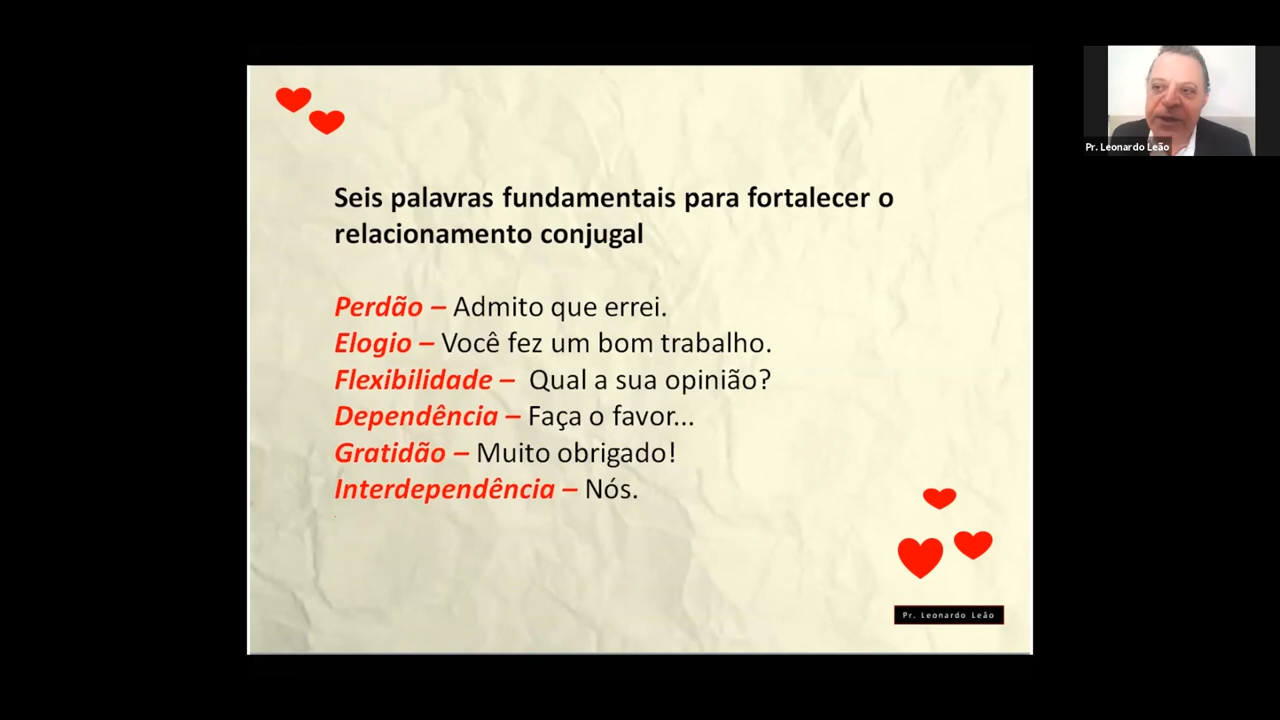 Pr. Leonardo Leão
Seis palavras fundamentais para fortalecer o
relacionamento conjugal
Perdão – Admito que errei.
Elogio – Você fez um bom trabalho.
Flexibilidade – Qual a sua opinião?
Dependência – Faça o favor...
Gratidão – Muito obrigado!
Interdependência – Nós.
Pr. Leonardo Leão